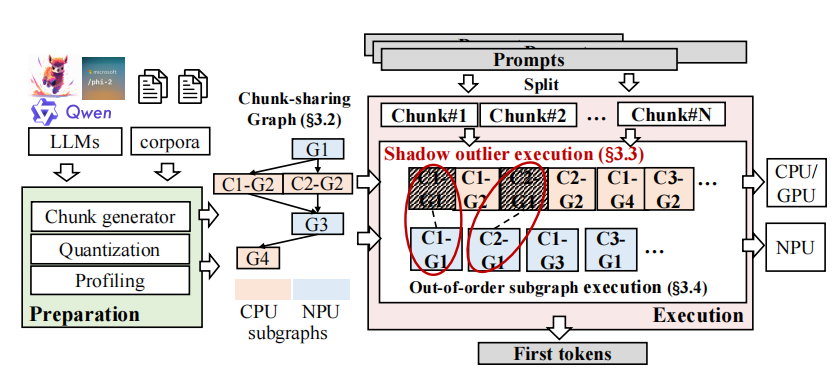 Prompts
Split
Chunk#1
Chunk#2
...
Chunk#N
microsoft
/phi-2
Qwen
LLMs
corpora
Chunk-sharing
Graph (§3.2)
G1
C1-G2
C2-G2
G3
G4
CPU
NPU
subgraphs
Chunk generator
Quantization
Profiling
Preparation
Shadow outlier execution (§3.3)
C1-
G1
C1-
G2
C2-
G1
C2-
G2
C1-
G4
C3-
G2
...
C1-
G1
C2-
G1
C1-
G3
C3-
G1
...
Out-of-order subgraph execution (§3.4)
Execution
CPU/
GPU
NPU
First tokens